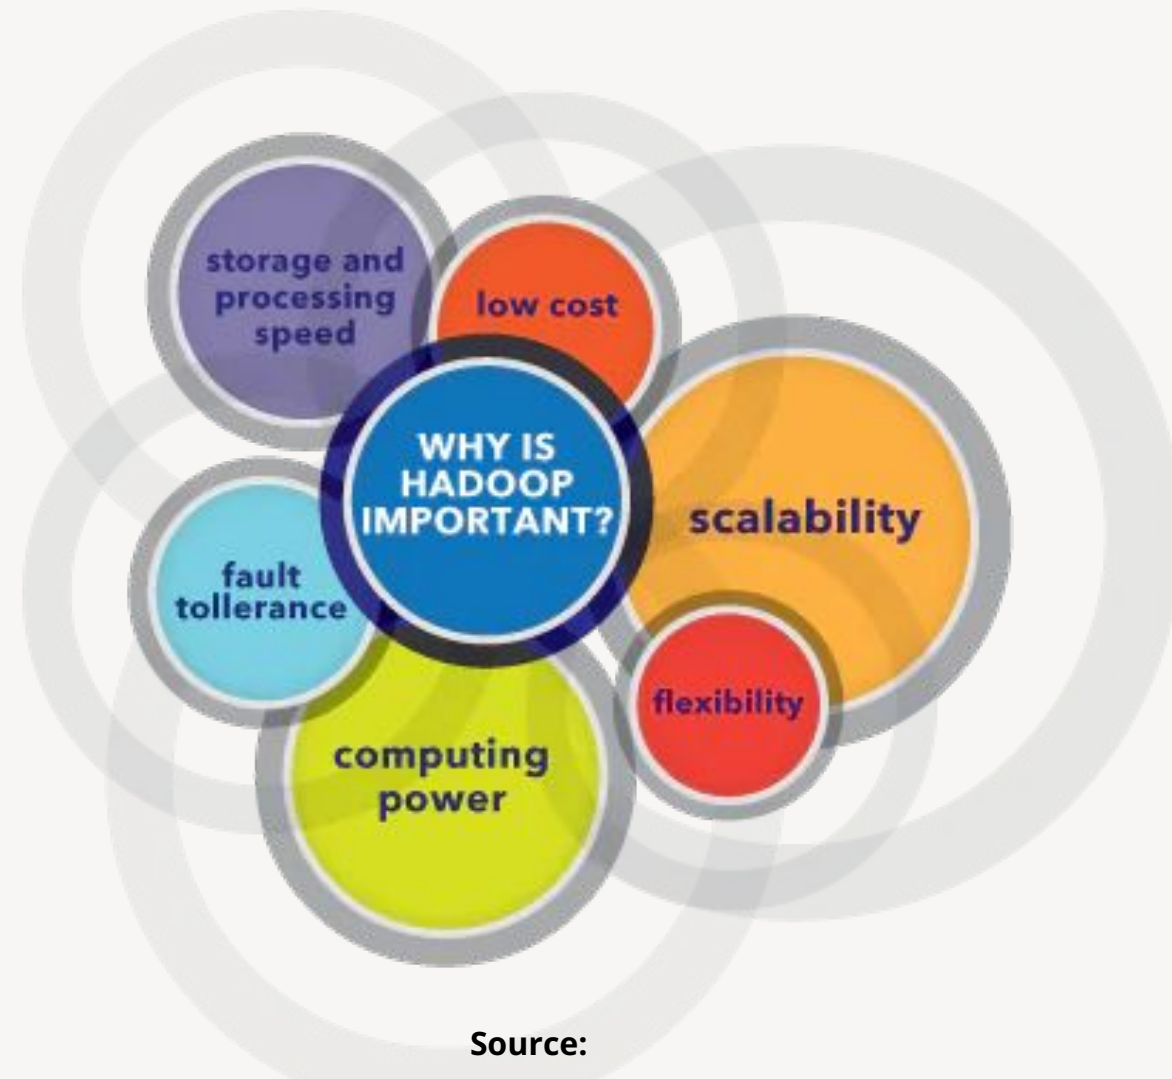 storage and
processing
speed
low cost
WHY IS
HADOOP
IMPORTANT?
scalability
fault
tollerance
flexibility
computing
power
Source: